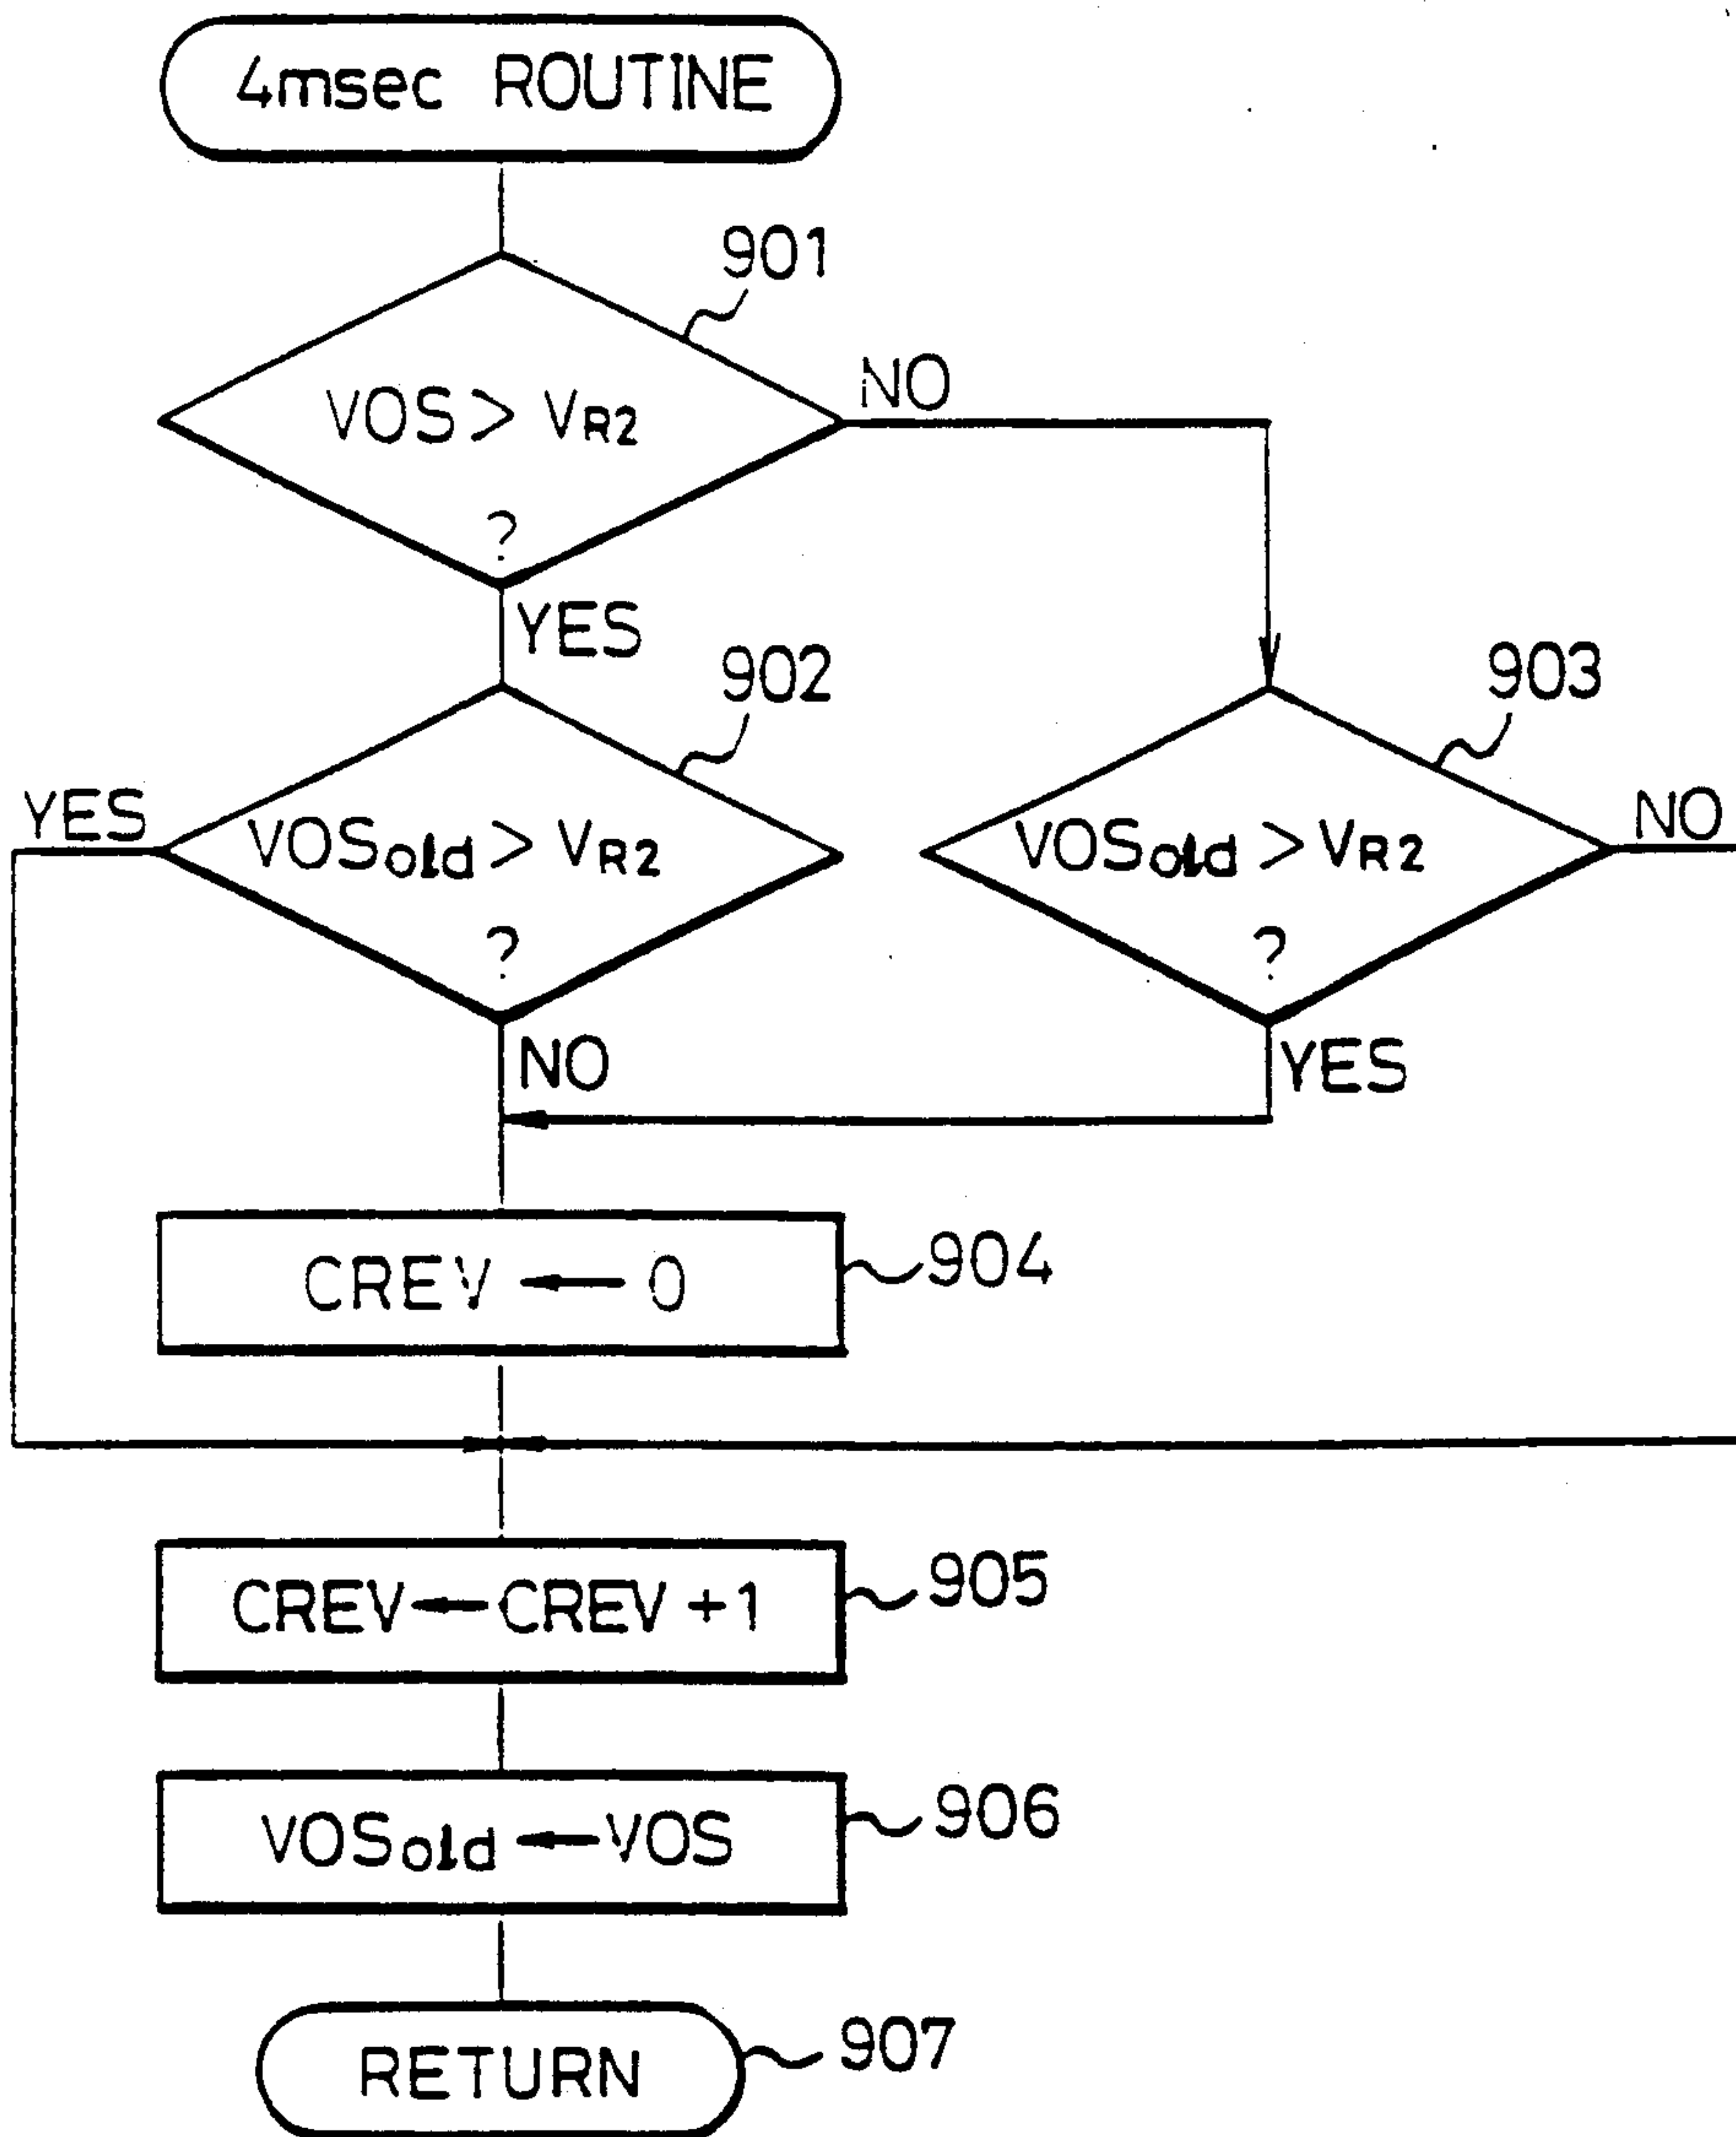 4msec ROUTINE
901
VOS > VR2
?
NO
YES
902
YES
VOSold > VR2
?
NO
903
VOSold > VR2
?
NO
YES
CREV ← 0
904
CREV ← CREV +1
905
VOSold ← VOS
906
RETURN
907